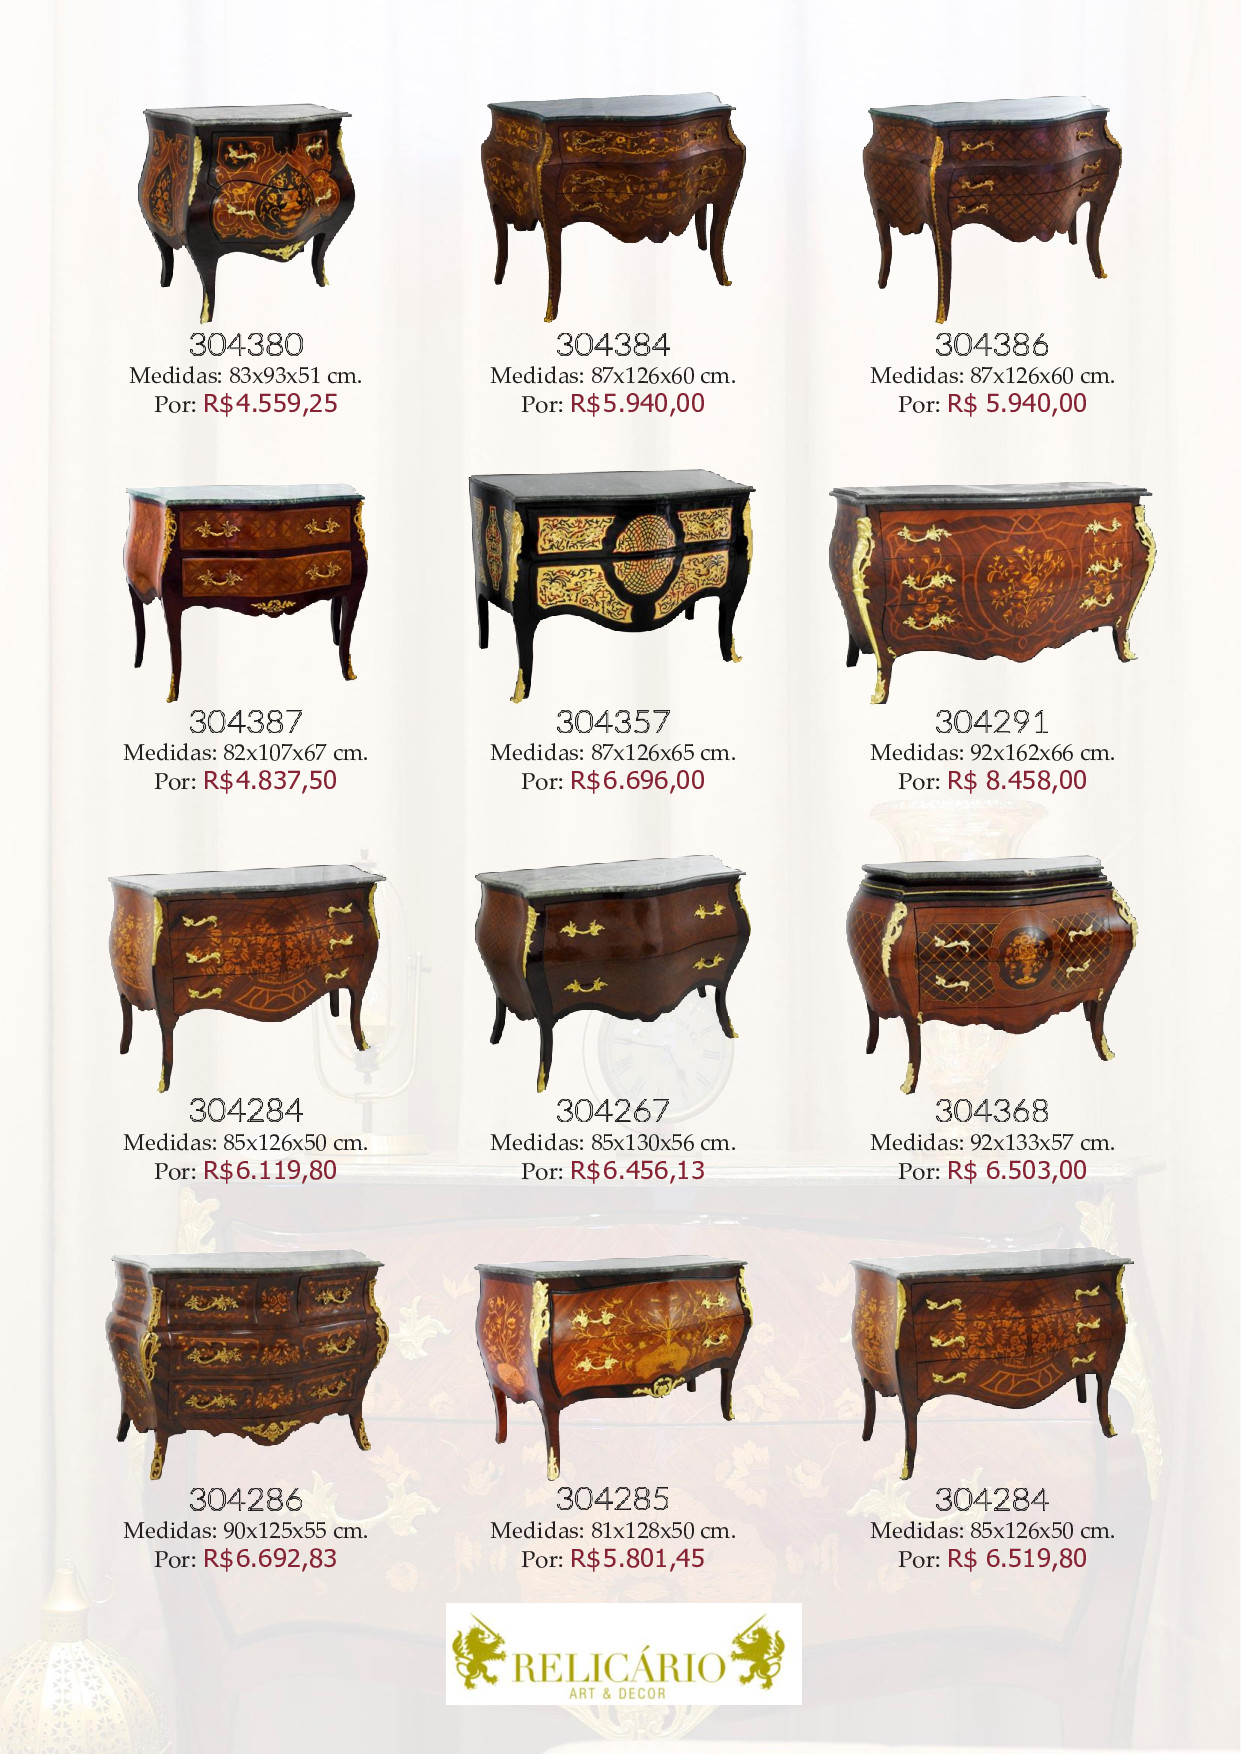 304380
Medidas: 83x93x51 cm.
Por: R$4.559,25
304384
Medidas: 87x126x60 cm.
Por: R$5.940,00
304386
Medidas: 87x126x60 cm.
Por: R$ 5.940,00
304387
Medidas: 82x107x67 cm.
Por: R$4.837,50
304357
Medidas: 87x126x65 cm.
Por: R$6.696,00
304291
Medidas: 92x162x66 cm.
Por: R$ 8.458,00
304284
Medidas: 85x126x50 cm.
Por: R$6.119,80
304267
Medidas: 85x130x56 cm.
Por: R$6.456,13
304368
Medidas: 92x133x57 cm.
Por: R$ 6.503,00
304286
Medidas: 90x125x55 cm.
Por: R$6.692,83
304285
Medidas: 81x128x50 cm.
Por: R$5.801,45
304284
Medidas: 85x126x50 cm.
Por: R$ 6.519,80
RELICÁRIO
ART & DECOR